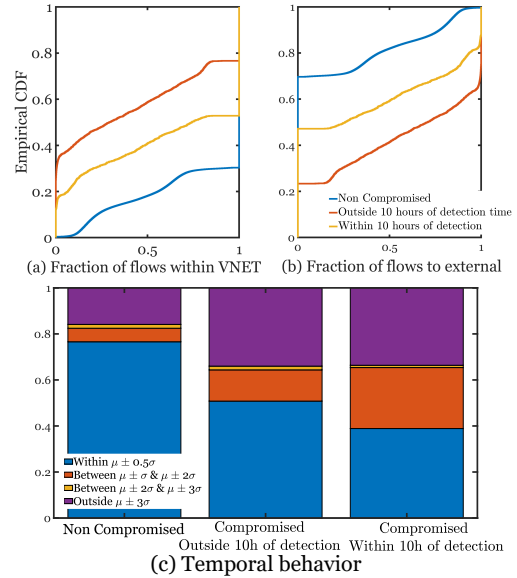 Empirical CDF
1
0.8
0.6
0.4
0.2
0
0
0.5
1
(a) Fraction of flows within VNET
1
0.8
0.6
0.4
0.2
0
0
0.5
1
Non Compromised
Outside 10 hours of detection time
Within 10 hours of detection
(b) Fraction of flows to external
1
0.8
0.6
0.4
0.2
0
Within μ ± 0.5σ
Between μ ± σ & μ ± 2σ
Between μ ± 2σ & μ ± 3σ
Outside μ ± 3σ
Non Compromised
Compromised
Outside 10h of detection
Compromised
Within 10h of detection
(c) Temporal behavior